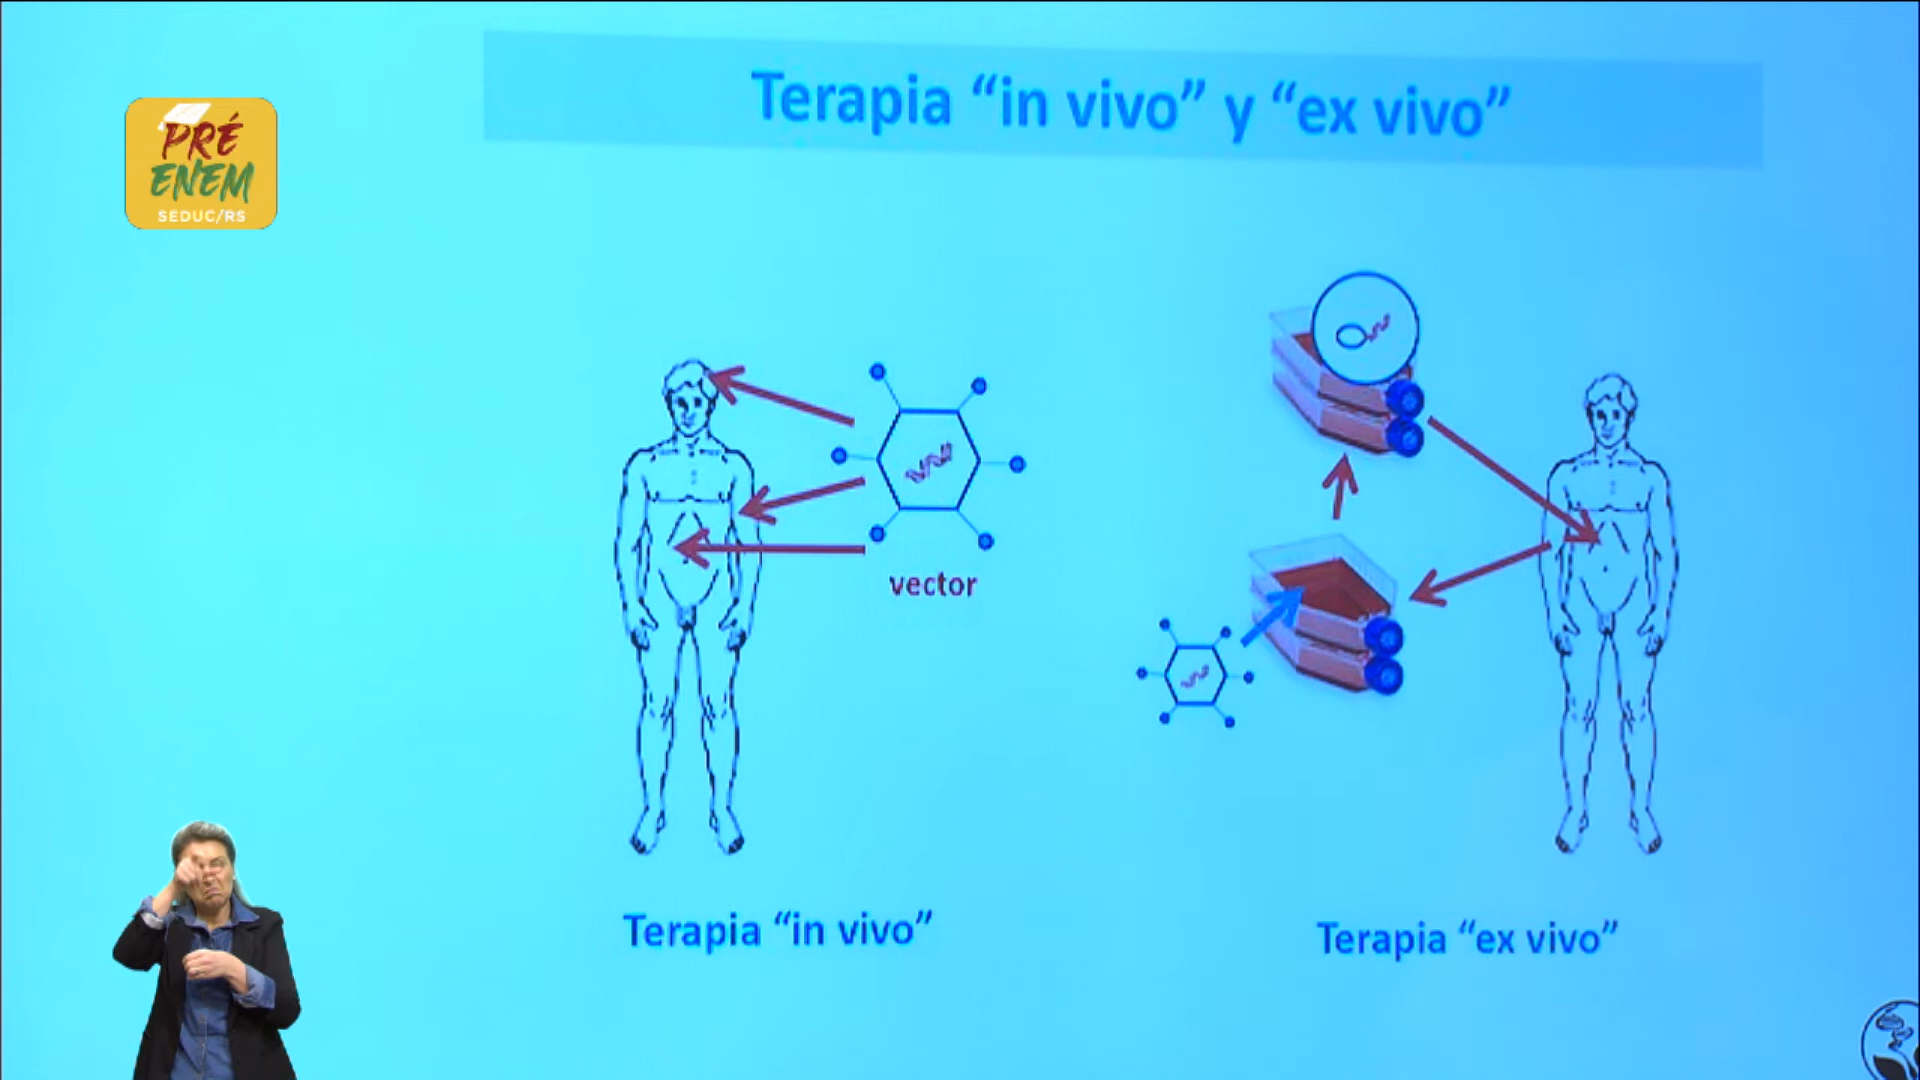 Terapia “in vivo” y “ex vivo”
PRÉ
ENEM
SEDUC/RS
vector
Terapia “in vivo”
Terapia “ex vivo”